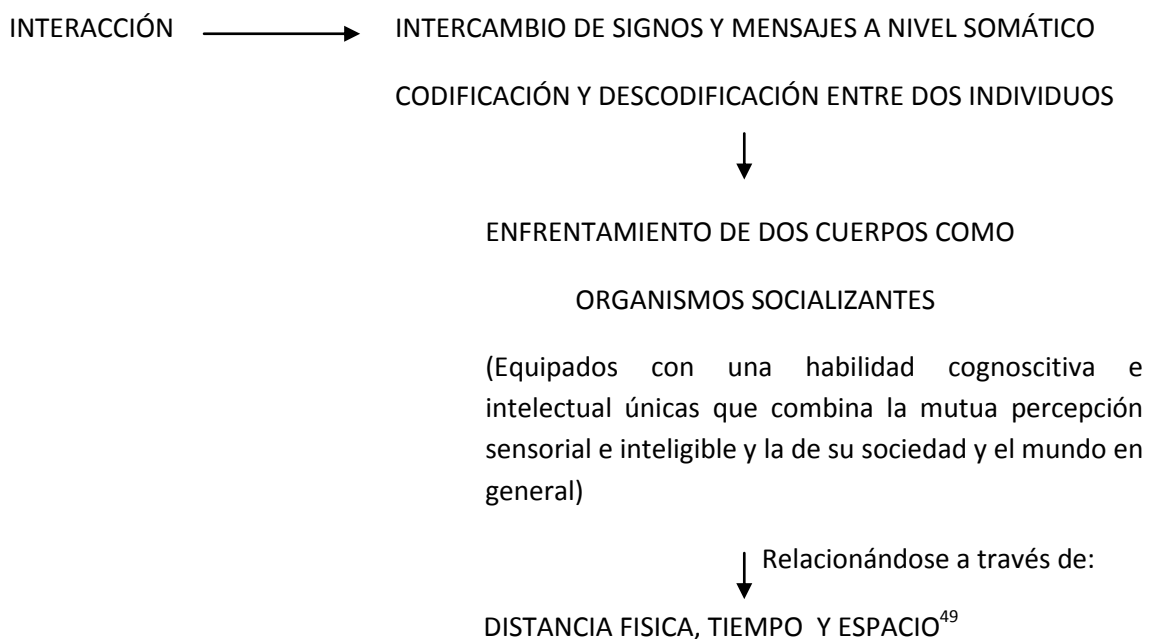 INTERACCIÓN INTERCAMBIO DE SIGNOS Y MENSAJES A NIVEL SOMÁTICO
CODIFICACIÓN Y DESCODIFICACIÓN ENTRE DOS INDIVIDUOS
ENFRENTAMIENTO DE DOS CUERPOS COMO
ORGANISMOS SOCIALIZANTES
(Equipados con una habilidad cognoscitiva e
intelectual únicas que combina la mutua percepción
sensorial e inteligible y la de su sociedad y el mundo en
general)
Relacionándose a través de:
DISTANCIA FISICA, TIEMPO Y ESPACIO49